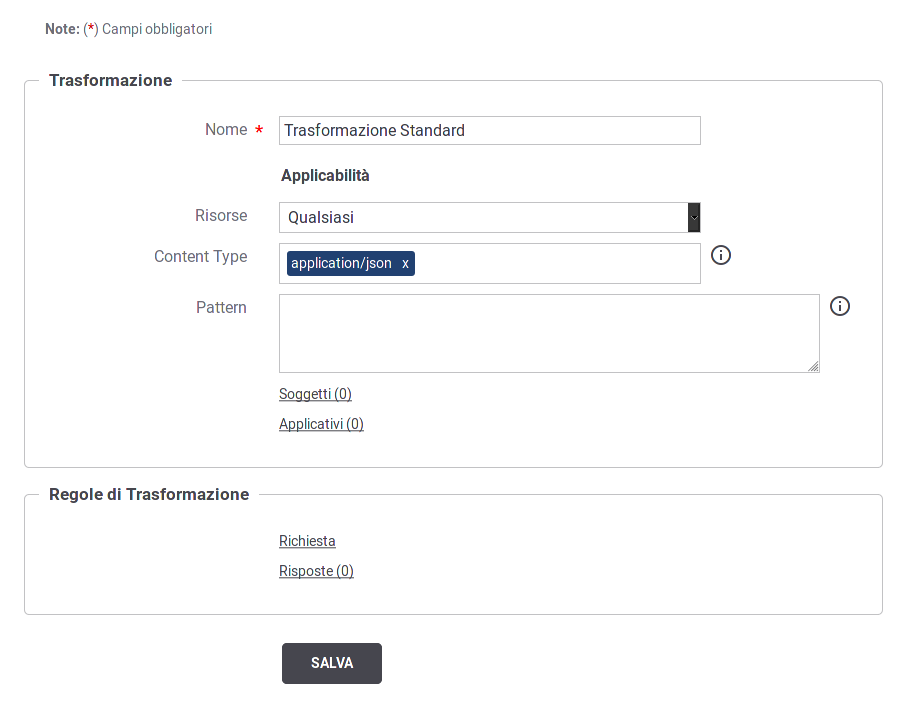 Note: (*) Campi obbligatori
Trasformazione
Nome * Trasformazione Standard
Applicabilità
Risorse Qualsiasi
Content Type application/json x
Pattern
Soggetti (0)
Applicativi (0)
Regole di Trasformazione
Richiesta
Risposte (0)
SALVA